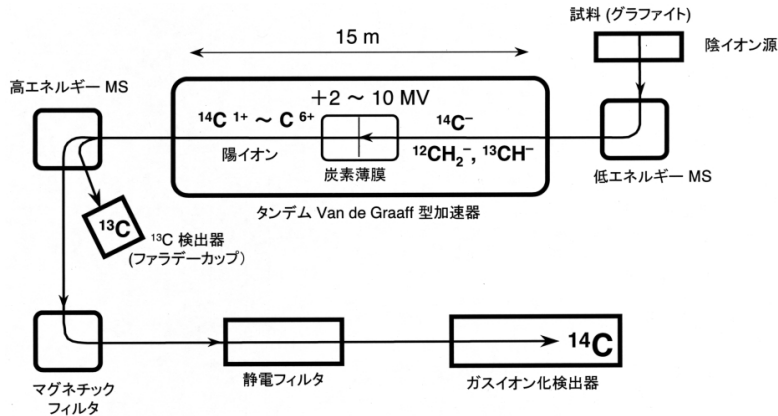 試料 (グラファイト)
陰イオン源
15 m
高エネルギー MS
+2 ~ 10 MV
¹⁴C ¹⁺ ~ C ⁶⁺
¹⁴C⁻
陽イオン
¹²CH₂⁻, ¹³CH⁻
炭素薄膜
低エネルギー MS
タンデム Van de Graaff 型加速器
¹³C
¹³C 検出器
(ファラデーカップ)
¹⁴C
マグネチック
フィルタ
静電フィルタ
ガスイオン化検出器